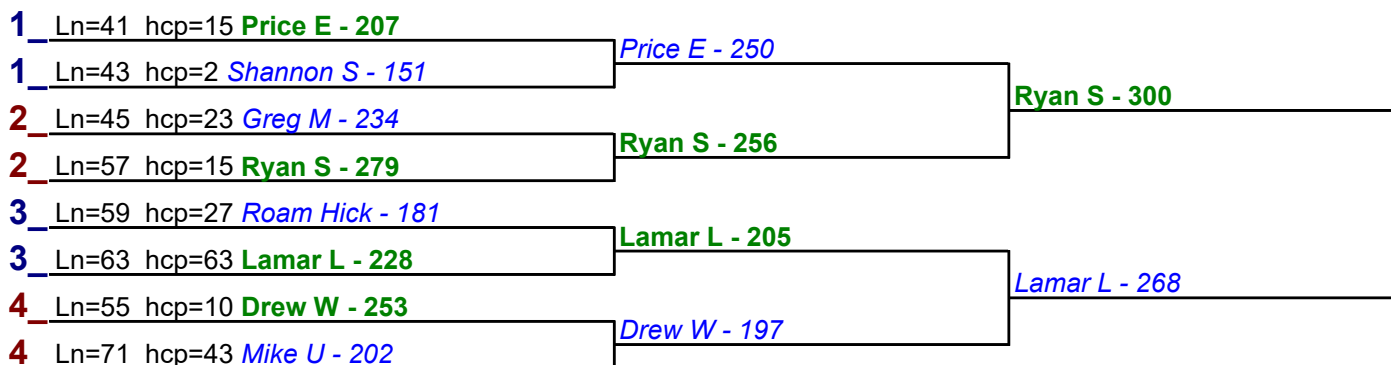 1_ Ln=41 hcp=15 Price E - 207
Price E - 250
1_ Ln=43 hcp=2 Shannon S - 151
Ryan S - 300
2_ Ln=45 hcp=23 Greg M - 234
Ryan S - 256
2_ Ln=57 hcp=15 Ryan S - 279
3_ Ln=59 hcp=27 Roam Hick - 181
Lamar L - 205
3_ Ln=63 hcp=63 Lamar L - 228
Lamar L - 268
4_ Ln=55 hcp=10 Drew W - 253
Drew W - 197
4 Ln=71 hcp=43 Mike U - 202